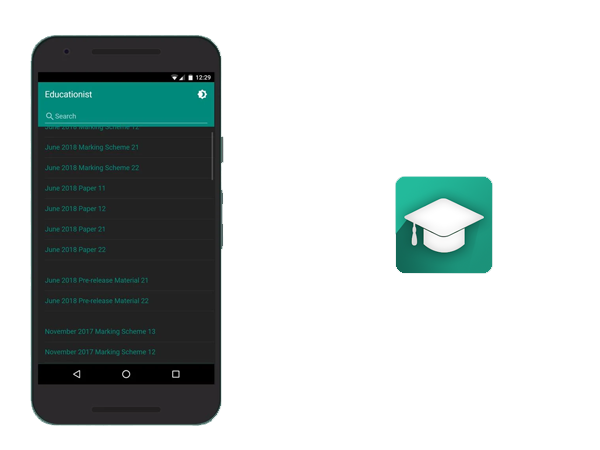 12:29
Educationist
Search
June 2018 Marking Scheme 12
June 2018 Marking Scheme 21
June 2018 Marking Scheme 22
June 2018 Paper 11
June 2018 Paper 12
June 2018 Paper 21
June 2018 Paper 22
June 2018 Pre-release Material 21
June 2018 Pre-release Material 22
November 2017 Marking Scheme 13
November 2017 Marking Scheme 12